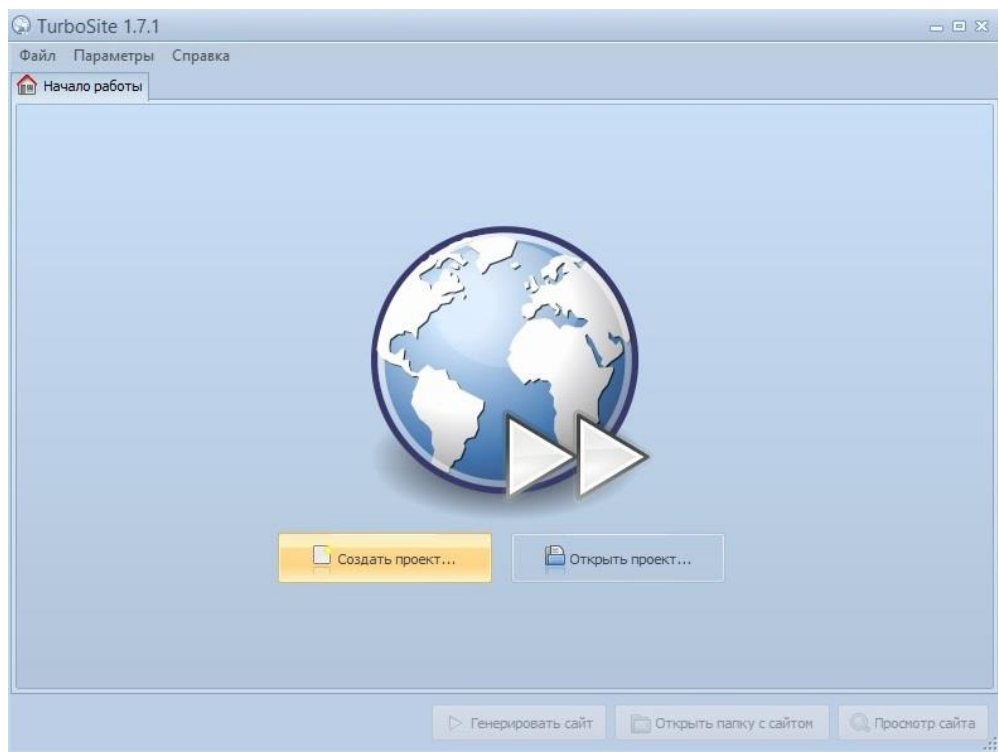 TurboSite 1.7.1
Файл Параметры Справка
Начало работы
Создать проект... Открыть проект...
Генерировать сайт Открыть папку с сайтом Просмотр сайта